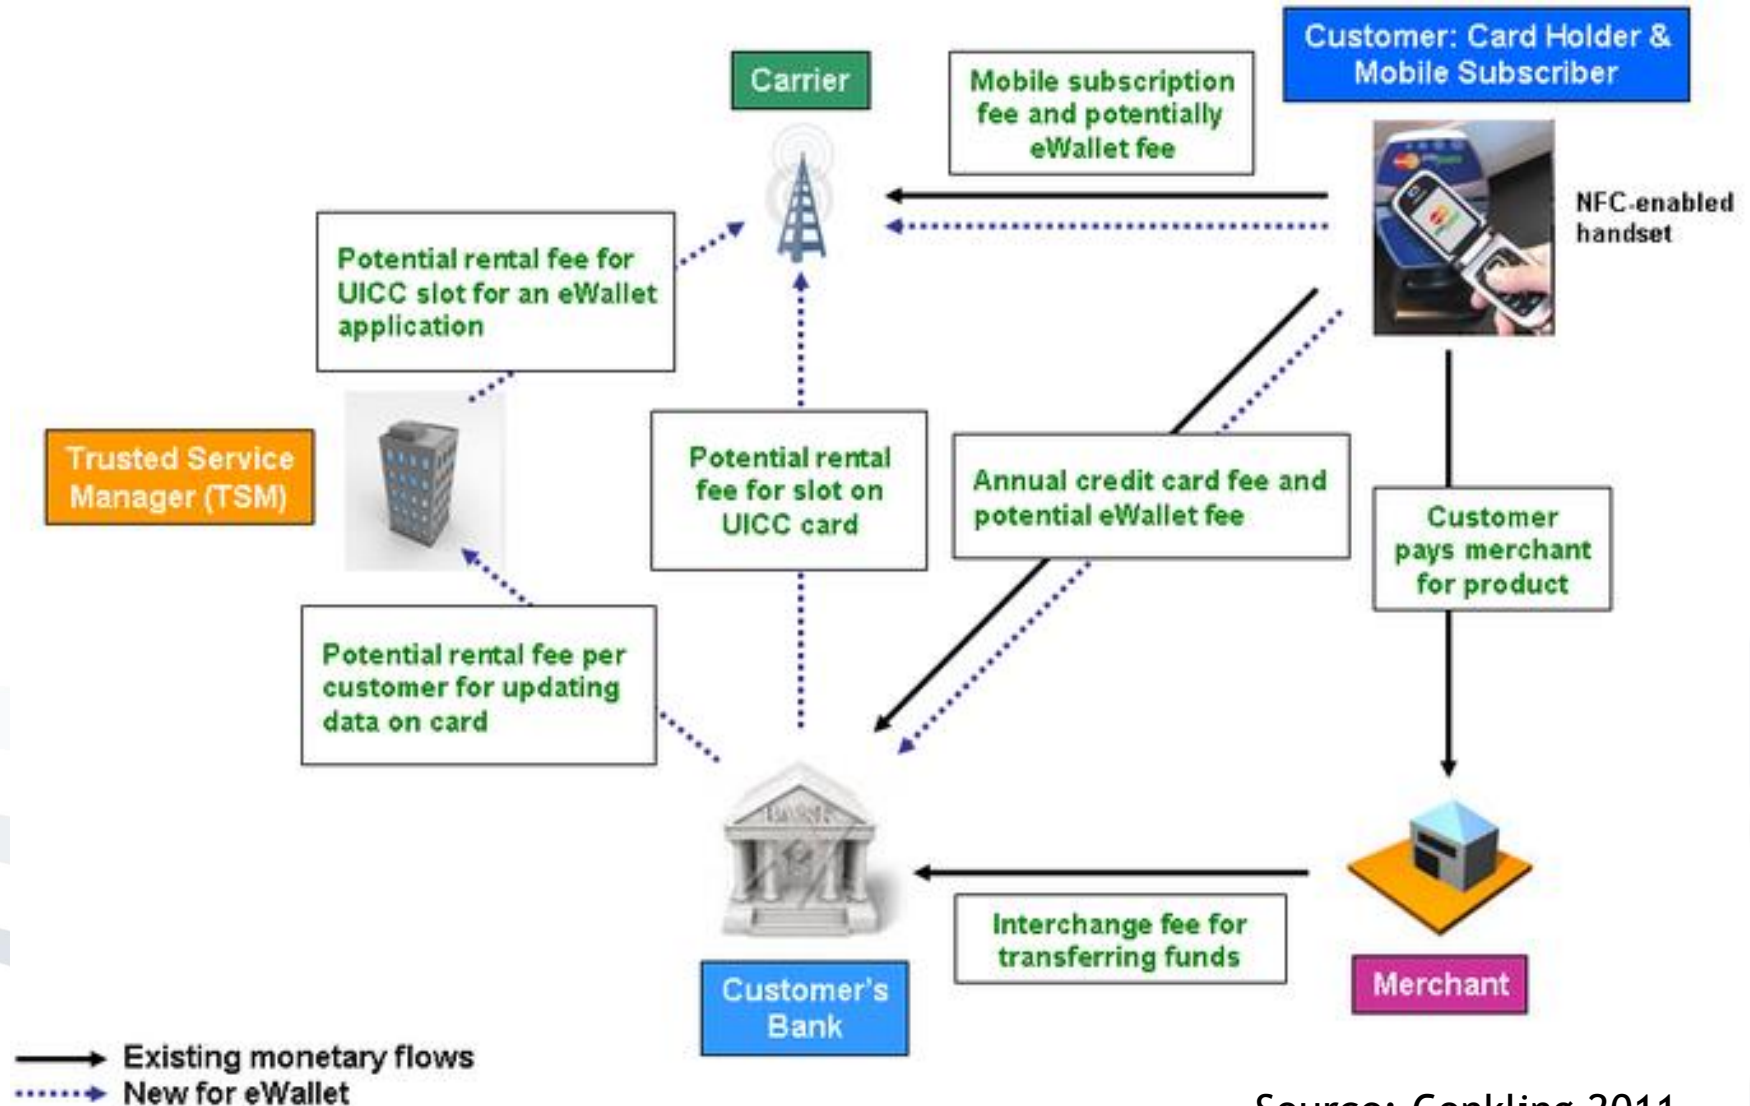 Customer: Card Holder &
Mobile Subscriber
Carrier
Mobile subscription
fee and potentially
eWallet fee
NFC-enabled
handset
Potential rental fee for
UICC slot for an eWallet
application
Trusted Service
Manager (TSM)
Potential rental
fee for slot on
UICC card
Annual credit card fee and
potential eWallet fee
Customer
pays merchant
for product
Potential rental fee per
customer for updating
data on card
Interchange fee for
transferring funds
Customer's
Bank
Merchant
Existing monetary flows
New for eWallet
Source: Conkling 2011